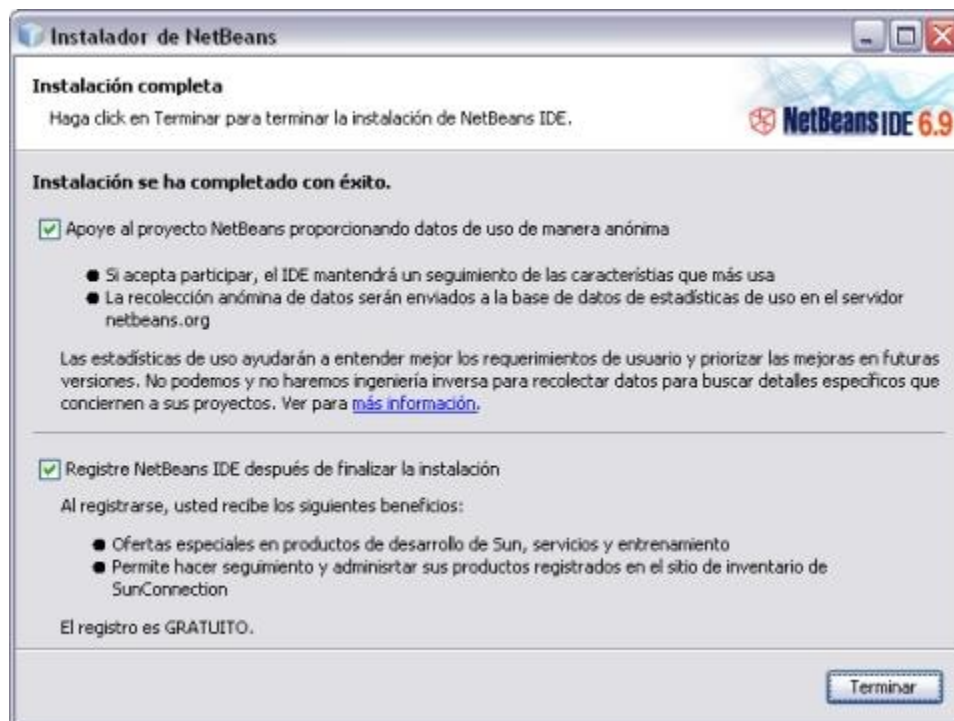 Instalador de NetBeans
Instalación completa
Haga click en Terminar para terminar la instalación de NetBeans IDE.
NetBeans IDE 6.9
Instalación se ha completado con éxito.
Apoye al proyecto NetBeans proporcionando datos de uso de manera anónima
Si acepta participar, el IDE mantendrá un seguimiento de las característias que más usa
La recolección anómina de datos serán enviados a la base de datos de estadísticas de uso en el servidor
netbeans.org
Las estadísticas de uso ayudarán a entender mejor los requerimientos de usuario y priorizar las mejoras en futuras
versiones. No podemos y no haremos ingeniería inversa para recolectar datos para buscar detalles específicos que
conciernen a sus proyectos. Ver para más información.
Registre NetBeans IDE después de finalizar la instalación
Al registrarse, usted recibe los siguientes beneficios:
Ofertas especiales en productos de desarrollo de Sun, servicios y entrenamiento
Permite hacer seguimiento y adminisrtar sus productos registrados en el sitio de inventario de
SunConnection
El registro es GRATUITO.
Terminar